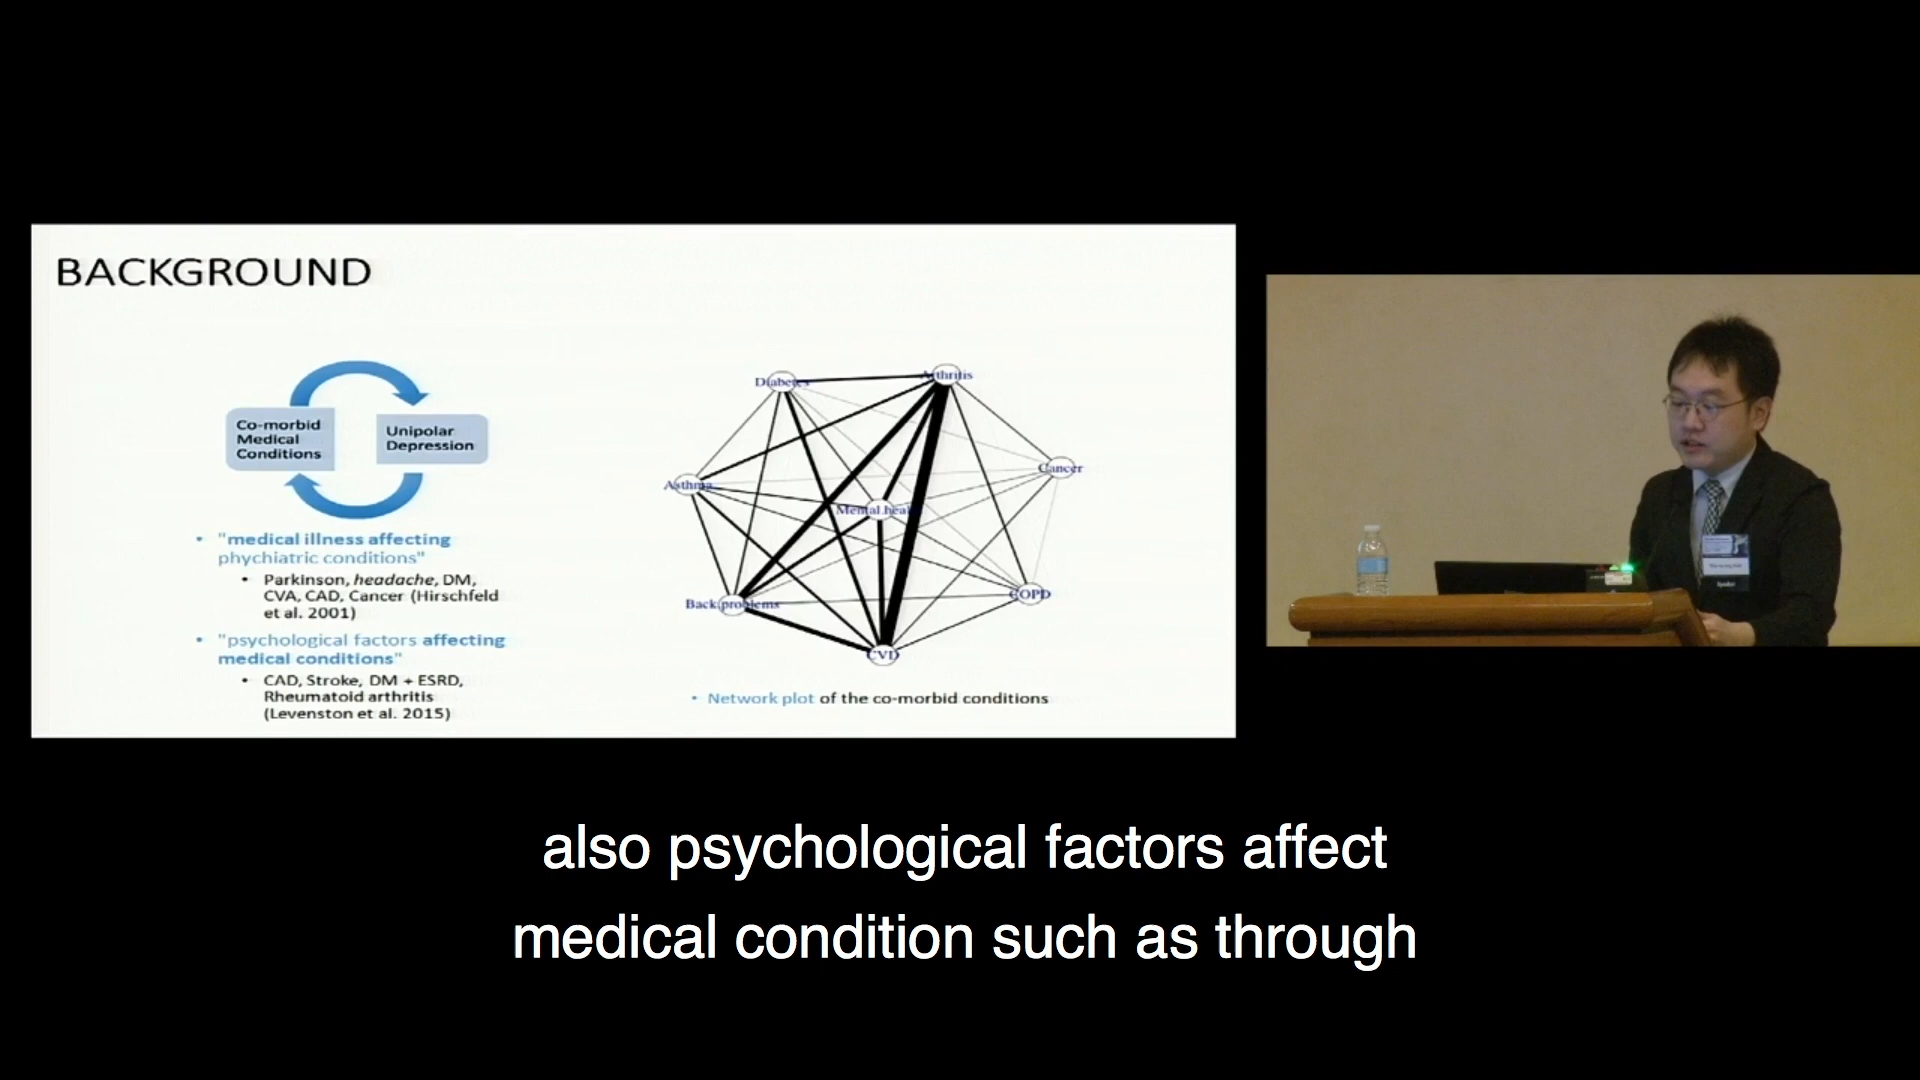 BACKGROUND
Co-morbid
Medical
Conditions
Unipolar
Depression
• "medical illness affecting
phychiatric conditions"
• Parkinson, headache, DM,
CVA, CAD, Cancer (Hirschfeld
et al. 2001)
• "psychological factors affecting
medical conditions"
• CAD, Stroke, DM + ESRD,
Rheumatoid arthritis
(Levenston et al. 2015)
Diabetes
Arthritis
Cancer
Asthma
Mental.heal
Back problems
COPD
CVD
• Network plot of the co-morbid conditions
also psychological factors affect
medical condition such as through